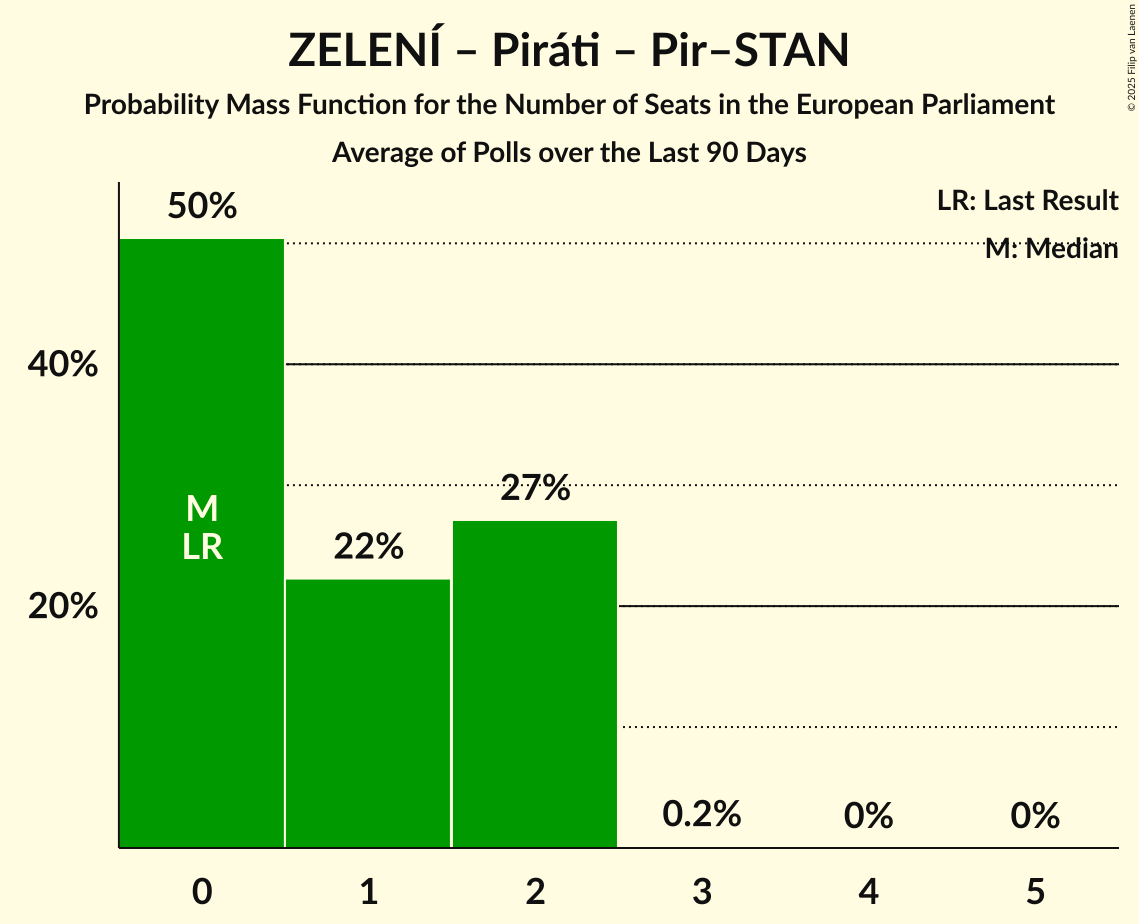 ZELENÍ – Piráti – Pir–STAN
Probability Mass Function for the Number of Seats in the European Parliament
Average of Polls over the Last 90 Days
© 2025 Filip van Laenen
LR: Last Result
M: Median
50%
40%
27%
M
LR
22%
20%
0.2%
0%
0%
0 1 2 3 4 5